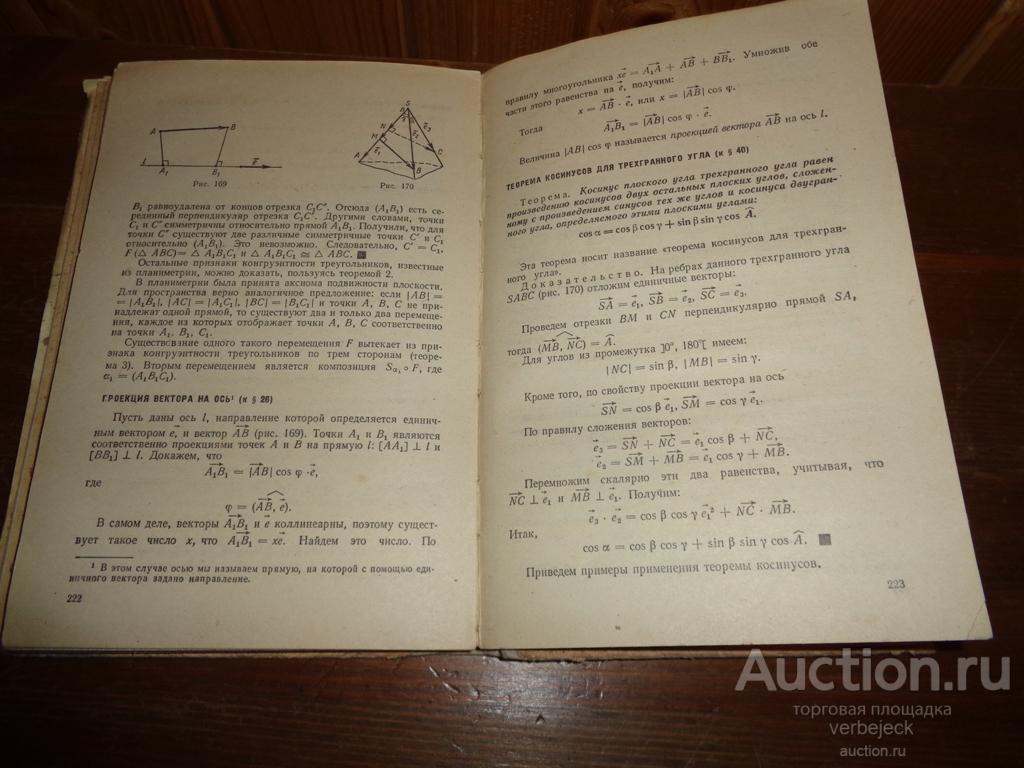 A
B
l
A₁
B₁
e⃗
Рис. 169
S
N
M
A
C
B
e⃗₃
e⃗₂
e⃗₁
Рис. 170
B₁ равноудалена от концов отрезка C₁C″. Отсюда (A₁B₁) есть се-
рединный перпендикуляр отрезка C₁C″. Другими словами, точки
C₁ и C″ симметричны относительно прямой A₁B₁. Получили, что для
точки C″ существуют две различные симметричные точки C′ и C₁
относительно (A₁B₁). Это невозможно. Следовательно, C′ = C₁.
F (△ ABC) = △ A₁B₁C₁ и △ A₁B₁C₁ ≅ △ ABC. ■
Остальные признаки конгруэнтности треугольников, известные
из планиметрии, можно доказать, пользуясь теоремой 2.
В планиметрии была принята аксиома подвижности плоскости.
Для пространства верно аналогичное предложение: если |AB| =
= |A₁B₁|, |AC| = |A₁C₁|, |BC| = |B₁C₁| и точки A, B, C не при-
надлежат одной прямой, то существуют два и только два перемеще-
ния, каждое из которых отображает точки A, B, C соответственно
на точки A₁, B₁, C₁.
Существование одного такого перемещения F вытекает из при-
знака конгруэнтности треугольников по трем сторонам (теоре-
ма 3). Вторым перемещением является композиция Sα₁ ∘ F, где
α₁ = (A₁B₁C₁).
ПРОЕКЦИЯ ВЕКТОРА НА ОСЬ¹ (к § 26)
Пусть даны ось l, направление которой определяется единич-
ным вектором e⃗, и вектор AB⃗ (рис. 169). Точки A₁ и B₁ являются
соответственно проекциями точек A и B на прямую l: [AA₁] ⊥ l и
[BB₁] ⊥ l. Докажем, что
A₁B₁⃗ = |AB⃗| cos φ · e⃗,
где
φ = (AB⃗, e⃗).
В самом деле, векторы A₁B₁⃗ и e⃗ коллинеарны, поэтому сущест-
вует такое число x, что A₁B₁⃗ = xe⃗. Найдем это число. По
¹ В этом случае осью мы называем прямую, на которой с помощью еди-
ничного вектора задано направление.
222
правилу многоугольника xe⃗ = A₁A⃗ + AB⃗ + BB₁⃗. Умножив обе
части этого равенства на e⃗, получим:
x = AB⃗ · e⃗, или x = |AB⃗| cos φ.
Тогда
A₁B₁⃗ = |AB⃗| cos φ · e⃗.
Величина |AB| cos φ называется проекцией вектора AB⃗ на ось l.
ТЕОРЕМА КОСИНУСОВ ДЛЯ ТРЕХГРАННОГО УГЛА (к § 40)
Теорема. Косинус плоского угла трехгранного угла равен
произведению косинусов двух остальных плоских углов, сложен-
ному с произведением синусов тех же углов и косинуса двугран-
ного угла, определяемого этими плоскими углами:
cos α = cos β cos γ + sin β sin γ cos Â.
Эта теорема носит название «теорема косинусов для трехгран-
ного угла».
Доказательство. На ребрах данного трехгранного угла
SABC (рис. 170) отложим единичные векторы:
SA⃗ = e⃗₁, SB⃗ = e⃗₂, SC⃗ = e⃗₃.
Проведем отрезки BM и CN перпендикулярно прямой SA,
тогда (MB⃗, NC⃗) = Â.
Для углов из промежутка ]0°, 180°[ имеем:
|NC| = sin β, |MB| = sin γ.
Кроме того, по свойству проекции вектора на ось
SN⃗ = cos β e⃗₁, SM⃗ = cos γ e⃗₁.
По правилу сложения векторов:
e⃗₃ = SN⃗ + NC⃗ = e⃗₁ cos β + NC⃗,
e⃗₂ = SM⃗ + MB⃗ = e⃗₁ cos γ + MB⃗.
Перемножим скалярно эти два равенства, учитывая, что
NC⃗ ⊥ e⃗₁ и MB⃗ ⊥ e⃗₁. Получим:
e⃗₃ · e⃗₂ = cos β cos γ e⃗₁² + NC⃗ · MB⃗.
Итак,
cos α = cos β cos γ + sin β sin γ cos Â. ■
Приведем примеры применения теоремы косинусов.
223
Auction.ru
торговая площадка
verbejeck
auction.ru